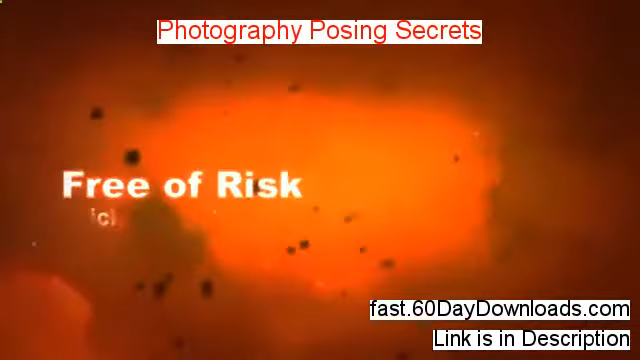 Photography Posing Secrets
Free of Risk
fast.60DayDownloads.com
Link is in Description